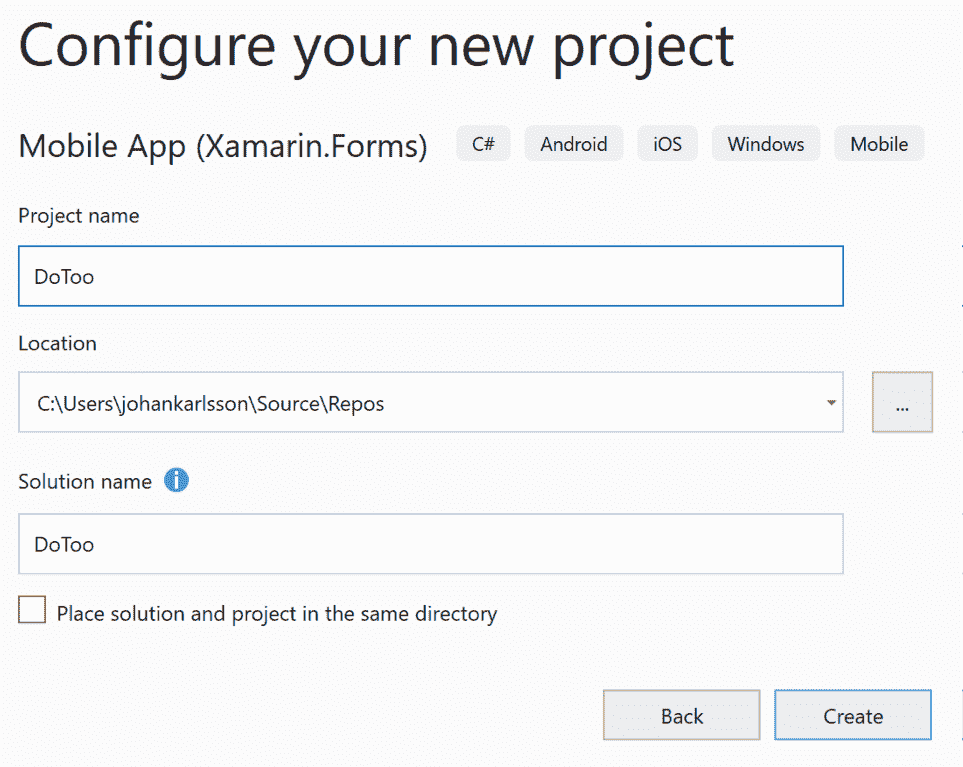 Configure your new project
Mobile App (Xamarin.Forms) C# Android iOS Windows Mobile
Project name
DoToo
Location
C:\Users\johankarlsson\Source\Repos
...
Solution name
DoToo
Place solution and project in the same directory
Back Create